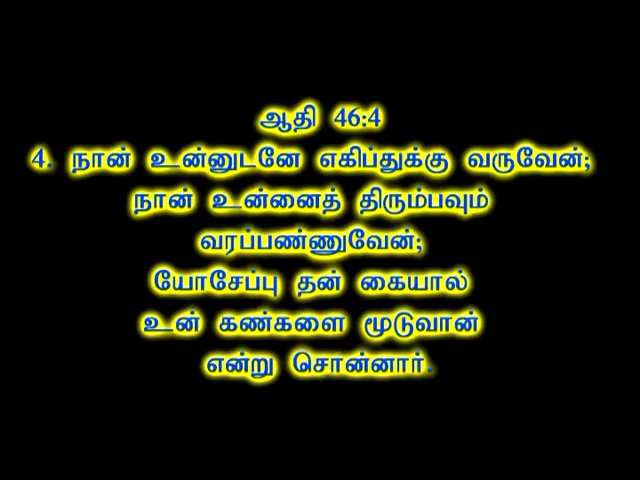 ஆதி 46:4
4. நான் உன்னுடனே எகிப்துக்கு வருவேன்;
நான் உன்னைத் திரும்பவும்
வரப்பண்ணுவேன்;
யோசேப்பு தன் கையால்
உன் கண்களை மூடுவான்
என்று சொன்னார்.